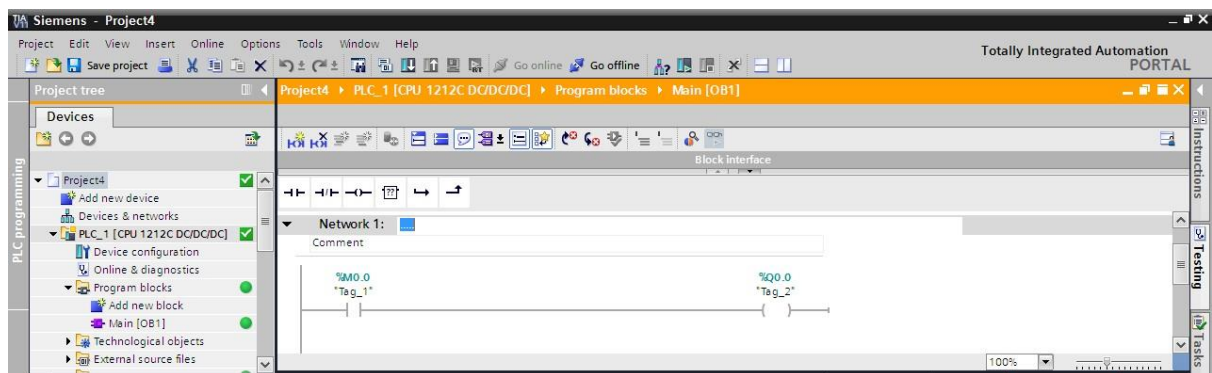 Siemens - Project4
Project Edit View Insert Online Options Tools Window Help
Totally Integrated Automation
PORTAL
Save project
Go online
Go offline
Project tree
Project4 ▸ PLC_1 [CPU 1212C DC/DC/DC] ▸ Program blocks ▸ Main [OB1]
Devices
Block interface
PLC programming
Project4
Add new device
Devices & networks
PLC_1 [CPU 1212C DC/DC/DC]
Device configuration
Online & diagnostics
Program blocks
Add new block
Main [OB1]
Technological objects
External source files
??
Network 1: .....
Comment
%M0.0
"Tag_1"
%Q0.0
"Tag_2"
100%
Instructions
Testing
Tasks